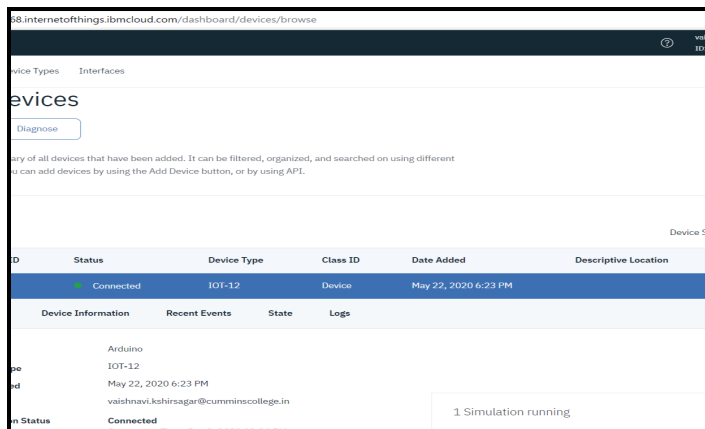 68.internetofthings.ibmcloud.com/dashboard/devices/browse
vai
ID
evice Types Interfaces
evices
Diagnose
ary of all devices that have been added. It can be filtered, organized, and searched on using different
ou can add devices by using the Add Device button, or by using API.
Device S
ID Status Device Type Class ID Date Added Descriptive Location
Connected IOT-12 Device May 22, 2020 6:23 PM
Device Information Recent Events State Logs
Arduino
pe IOT-12
ed May 22, 2020 6:23 PM
vaishnavi.kshirsagar@cumminscollege.in
1 Simulation running
on Status Connected